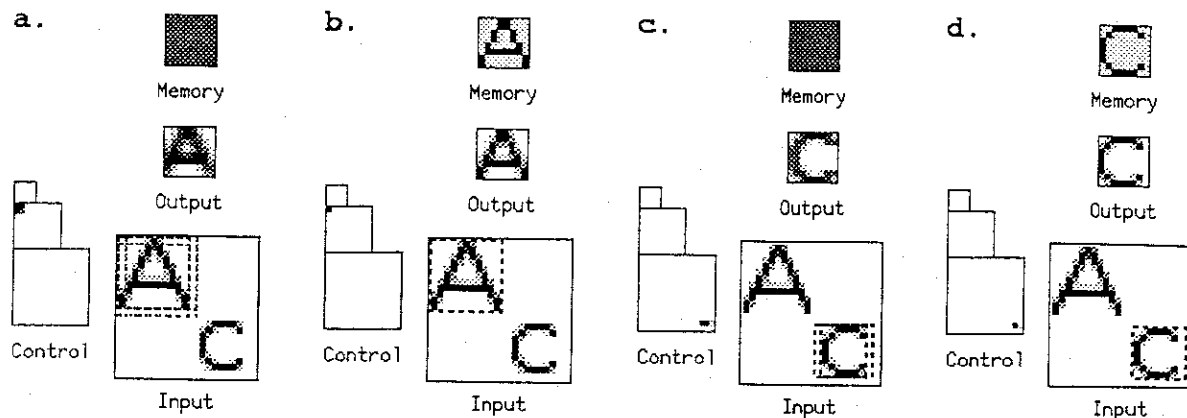 a.
b.
c.
d.
Memory
Memory
Memory
Memory
Output
Output
Output
Output
Control
Control
Control
Control
A
C
A
C
A
C
A
C
A
A
C
C
A
C
Input
Input
Input
Input